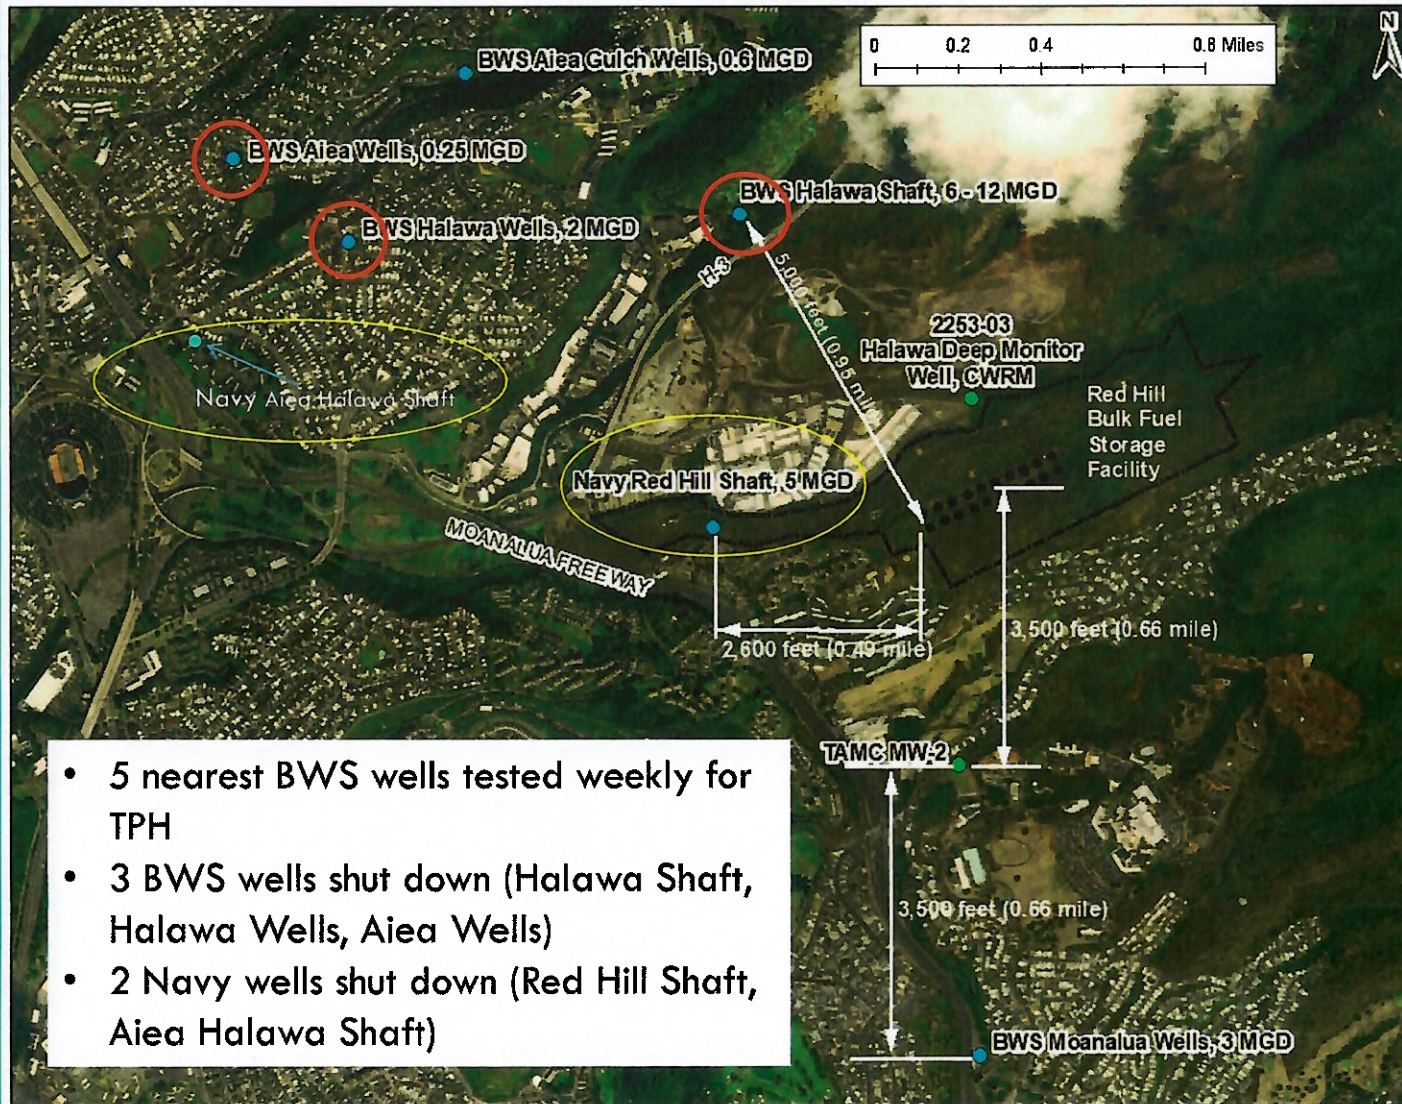 N
0 0.2 0.4 0.8 Miles
BWS Aiea Gulch Wells, 0.6 MGD
BWS Aiea Wells, 0.25 MGD
BWS Halawa Shaft, 6 - 12 MGD
BWS Halawa Wells, 2 MGD
H-3
5,000 feet (0.95 mile)
2253-03
Halawa Deep Monitor
Well, CWRM
Navy Aiea Halawa Shaft
Red Hill
Bulk Fuel
Storage
Facility
Navy Red Hill Shaft, 5 MGD
MOANALUA FREEWAY
2,600 feet (0.49 mile)
3,500 feet (0.66 mile)
TAMC MW-2
• 5 nearest BWS wells tested weekly for
TPH
• 3 BWS wells shut down (Halawa Shaft,
Halawa Wells, Aiea Wells)
• 2 Navy wells shut down (Red Hill Shaft,
Aiea Halawa Shaft)
3,500 feet (0.66 mile)
BWS Moanalua Wells, 3 MGD